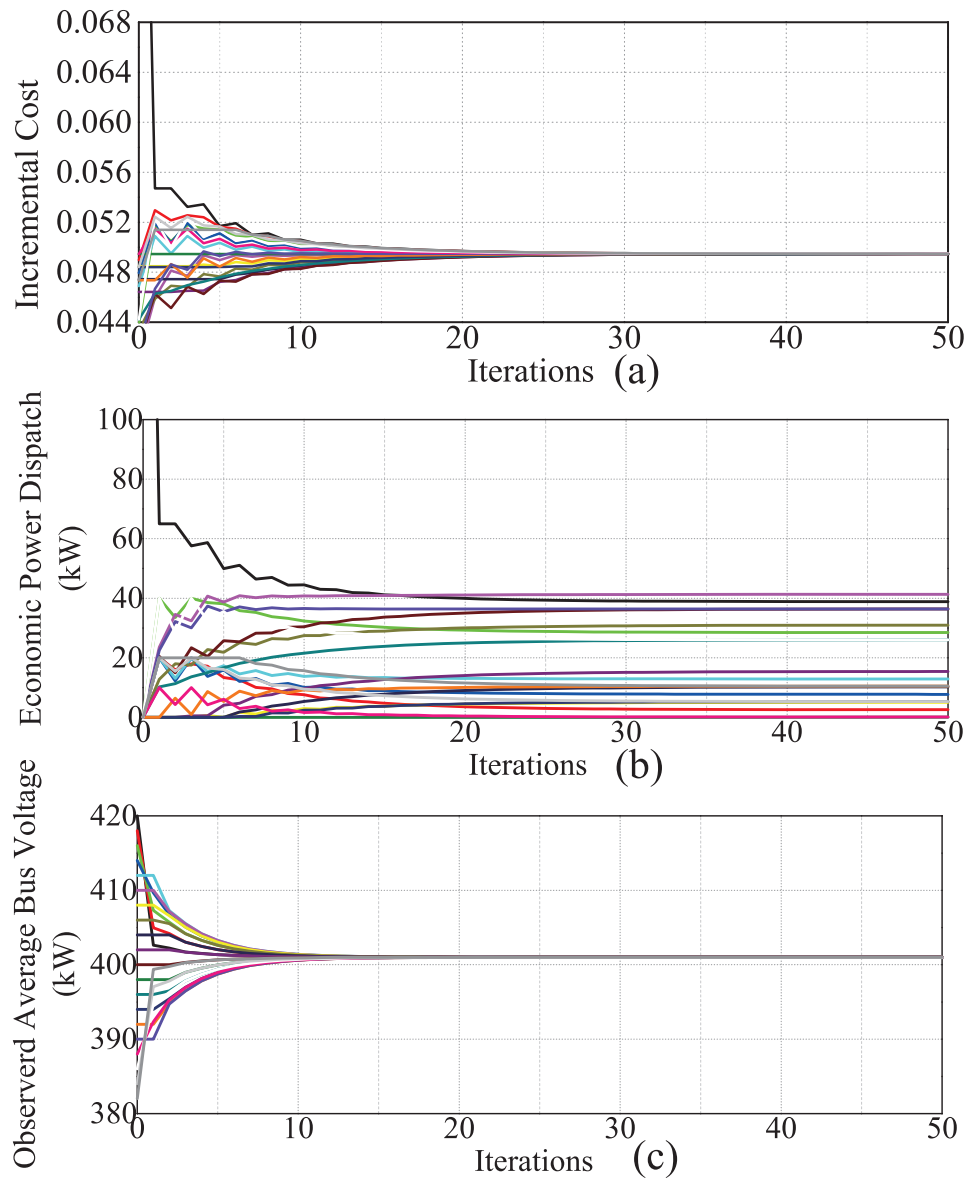 Incremental Cost
0.068
0.064
0.060
0.056
0.052
0.048
0.044
0 10 20 30 40 50
Iterations (a)
Economic Power Dispatch
(kW)
100
80
60
40
20
0
0 10 20 30 40 50
Iterations (b)
Observerd Average Bus Voltage
(kW)
420
410
400
390
380
0 10 20 30 40 50
Iterations (c)